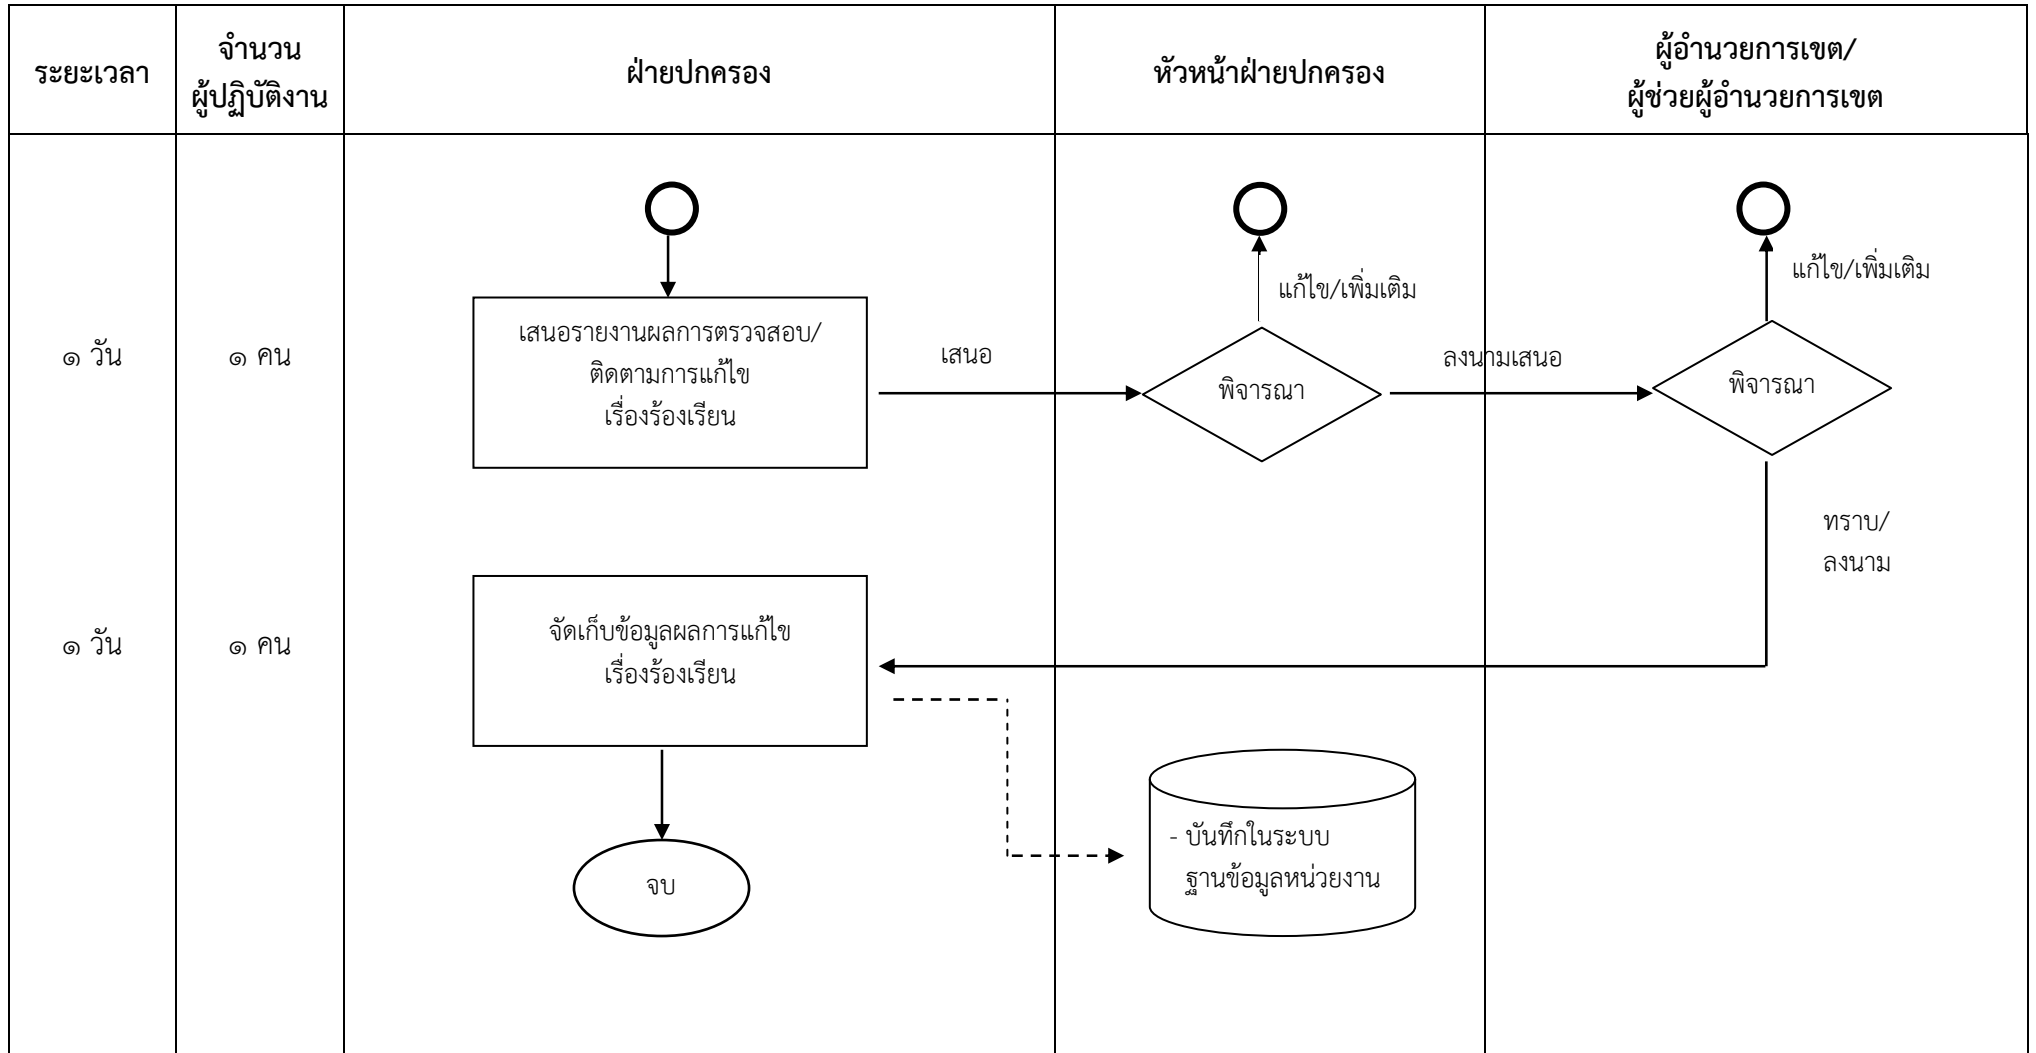 ระยะเวลา
จำนวน
ผู้ปฏิบัติงาน
ฝ่ายปกครอง
หัวหน้าฝ่ายปกครอง
ผู้อำนวยการเขต/
ผู้ช่วยผู้อำนวยการเขต
๑ วัน
๑ คน
เสนอรายงานผลการตรวจสอบ/
ติดตามการแก้ไข
เรื่องร้องเรียน
เสนอ
แก้ไข/เพิ่มเติม
พิจารณา
ลงนามเสนอ
แก้ไข/เพิ่มเติม
พิจารณา
ทราบ/
ลงนาม
๑ วัน
๑ คน
จัดเก็บข้อมูลผลการแก้ไข
เรื่องร้องเรียน
- บันทึกในระบบ
ฐานข้อมูลหน่วยงาน
จบ